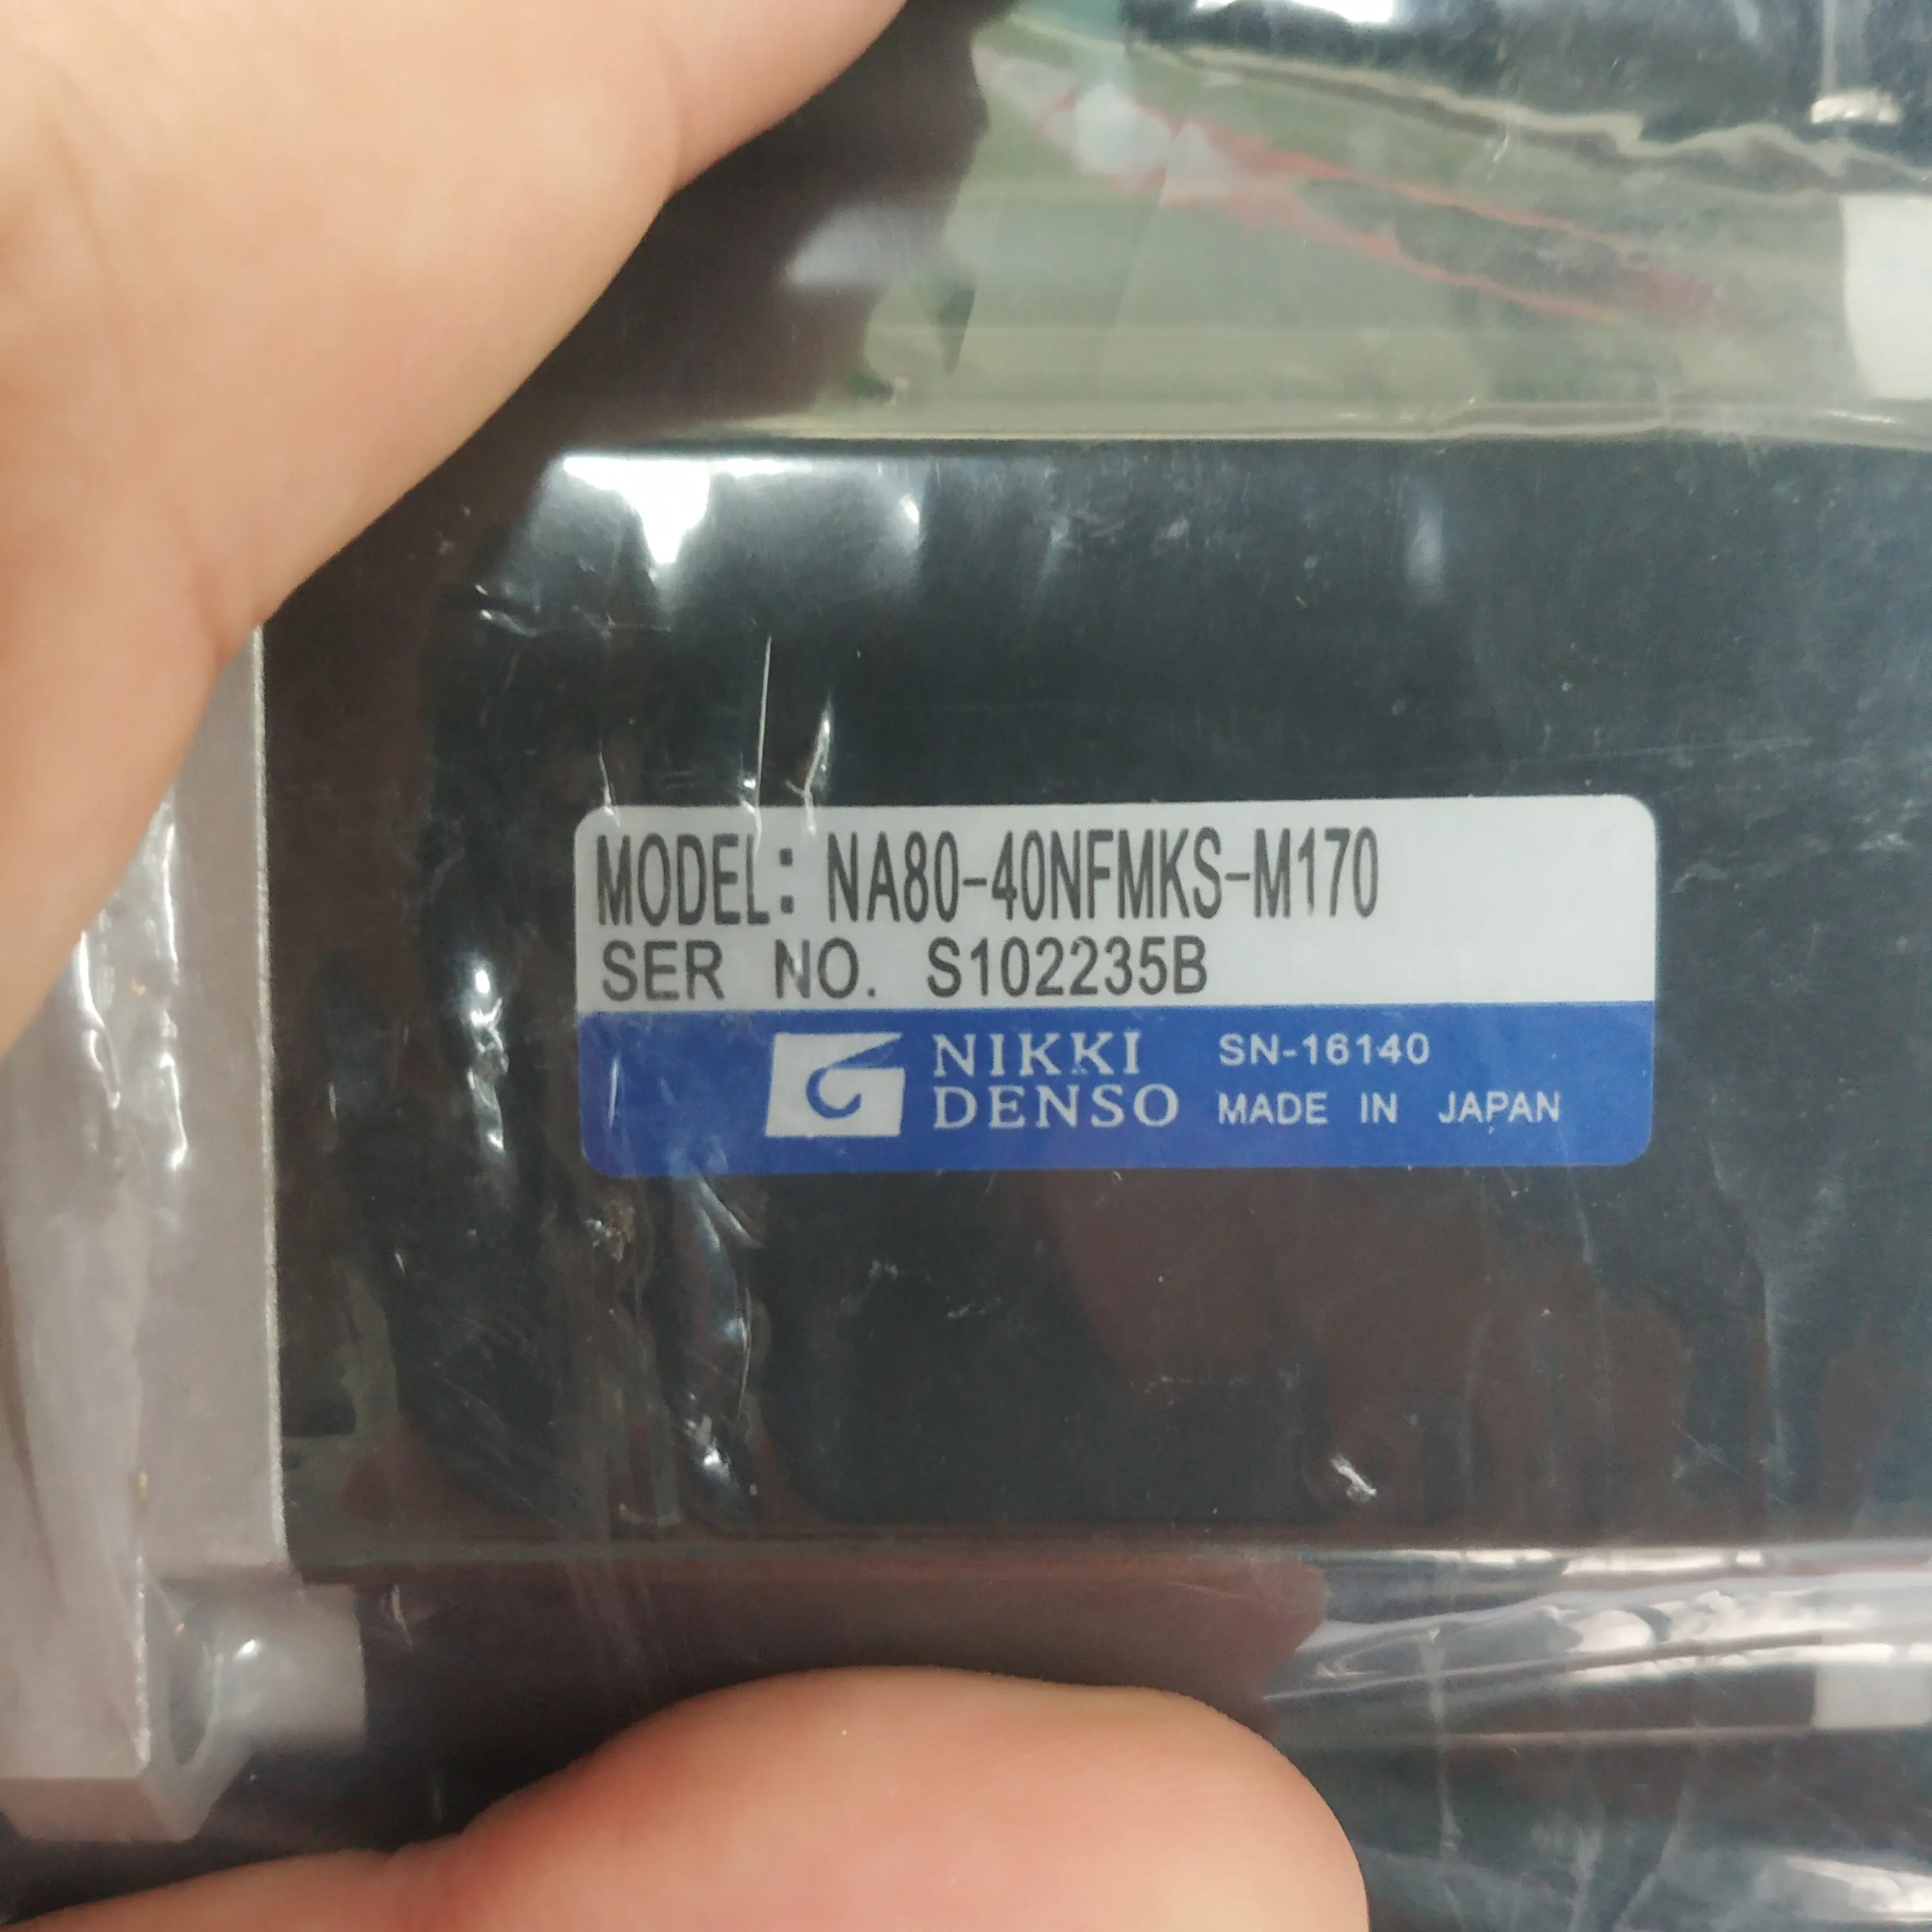 MODEL: NA80-40NFMKS-M170
SER NO. S102235B
NIKKI DENSO
SN-16140
MADE IN JAPAN